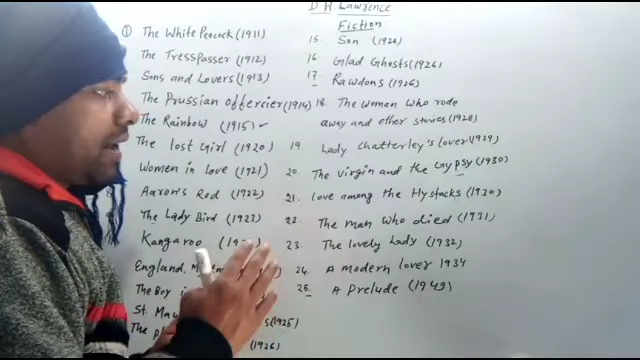 D H Lawrence
Fiction
① The White Peacock (1911)
The Tresspasser (1912)
Sons and Lovers (1913)
The Prussian offercier (1914)
The Rainbow (1915)
The lost Girl (1920)
Women in love (1921)
Aaron's Rod (1922)
The Lady Bird (1923)
Kangaroo
England, My
The Boy
St.
The
(1925)
(1926
15. Son (1924)
16. Glad Ghosts (1926)
17. Rawdons (1926)
18. The woman who rode
away and other stories (1928)
19. Lady Chatterley's lover (1929)
20. The virgin and the Gypsy (1930)
21. Love among the Hystacks (1930)
22. The man who died (1931)
23. The lovely Lady (1932)
24. A modern lover 1934
25. A Prelude (1949)